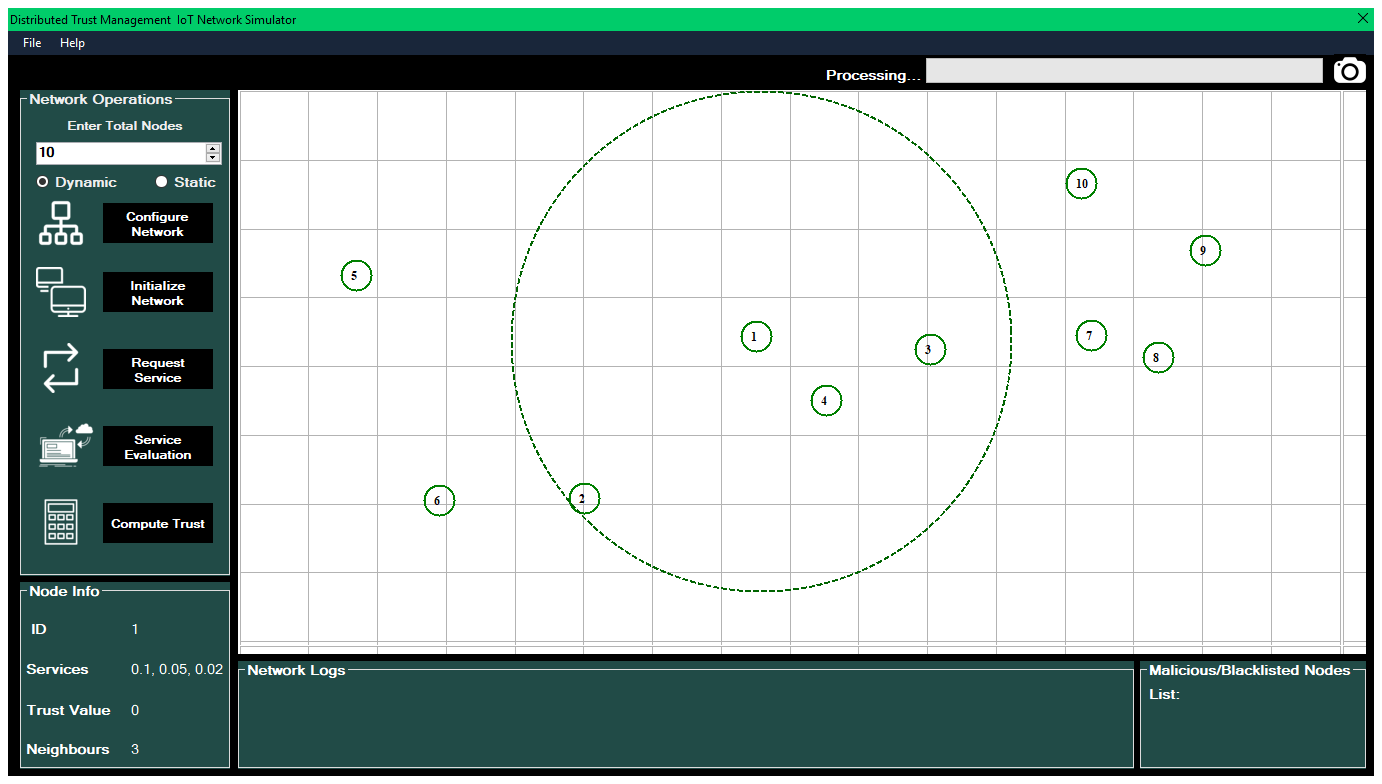 Distributed Trust Management  IoT Network Simulator
File Help
Processing...
Network Operations
Enter Total Nodes
10
Dynamic Static
Configure
Network
Initialize
Network
Request
Service
Service
Evaluation
Compute Trust
10
9
5
1
7
3
8
4
2
6
Node Info
ID 1
Services 0.1, 0.05, 0.02
Trust Value 0
Neighbours 3
Network Logs
Malicious/Blacklisted Nodes
List: